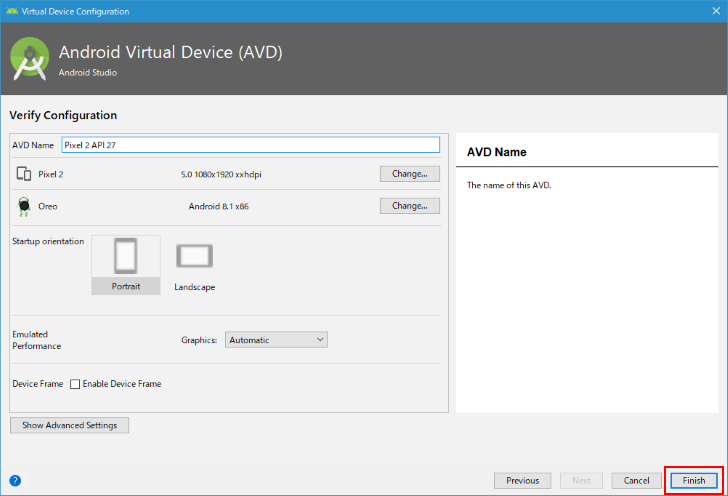 Virtual Device Configuration
Android Virtual Device (AVD)
Android Studio
Verify Configuration
AVD Name Pixel 2 API 27
Pixel 2 5.0 1080x1920 xxhdpi Change...
Oreo Android 8.1 x86 Change...
Startup orientation
Portrait
Landscape
Emulated
Performance
Graphics: Automatic
Device Frame Enable Device Frame
Show Advanced Settings
AVD Name
The name of this AVD.
? Previous Next Cancel Finish